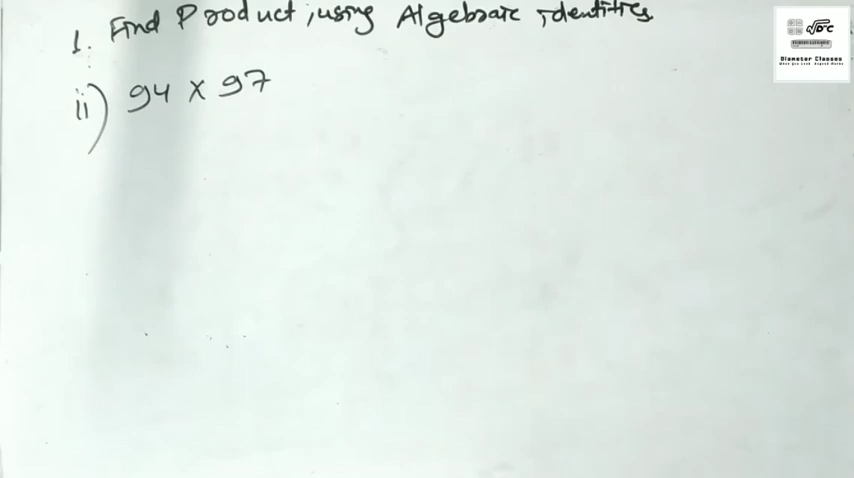 1. Find Product, using Algebraic identities.
ii) 94 x 97
Diameter Classes